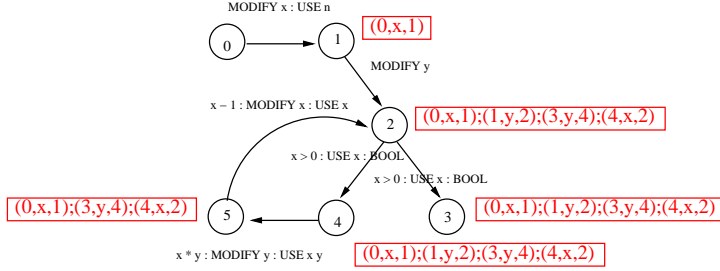 MODIFY x : USE n
(0,x,1)
0
1
MODIFY y
x − 1 : MODIFY x : USE x
2
(0,x,1);(1,y,2);(3,y,4);(4,x,2)
x > 0 : USE x : BOOL
x > 0 : USE x : BOOL
(0,x,1);(3,y,4);(4,x,2)
5
4
3
(0,x,1);(1,y,2);(3,y,4);(4,x,2)
x * y : MODIFY y : USE x y
(0,x,1);(1,y,2);(3,y,4);(4,x,2)